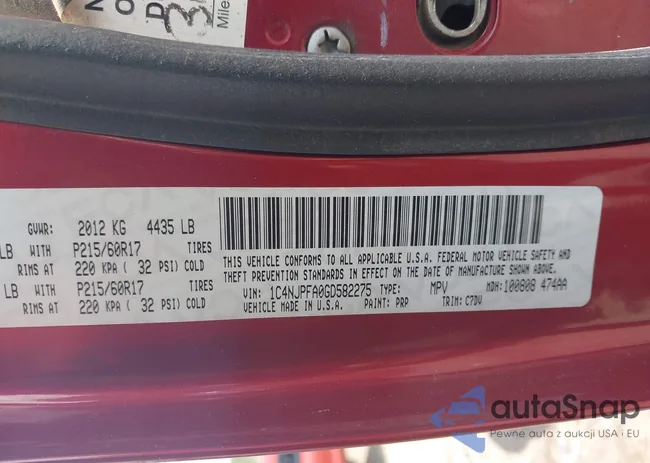 Mile
GVWR: 2012 KG 4435 LB
LB WITH P215/60R17 TIRES
RIMS AT 220 KPA ( 32 PSI) COLD
LB WITH P215/60R17 TIRES
RIMS AT 220 KPA ( 32 PSI) COLD
THIS VEHICLE CONFORMS TO ALL APPLICABLE U.S.A. FEDERAL MOTOR VEHICLE SAFETY AND
THEFT PREVENTION STANDARDS IN EFFECT ON THE DATE OF MANUFACTURE SHOWN ABOVE.
VIN: 1C4NJPFA0GD582275 TYPE: MPV MDH: 100808 474AA
VEHICLE MADE IN U.S.A. PAINT: PRP TRIM: C7DV
autaSnap
Pewne auta z aukcji USA i EU